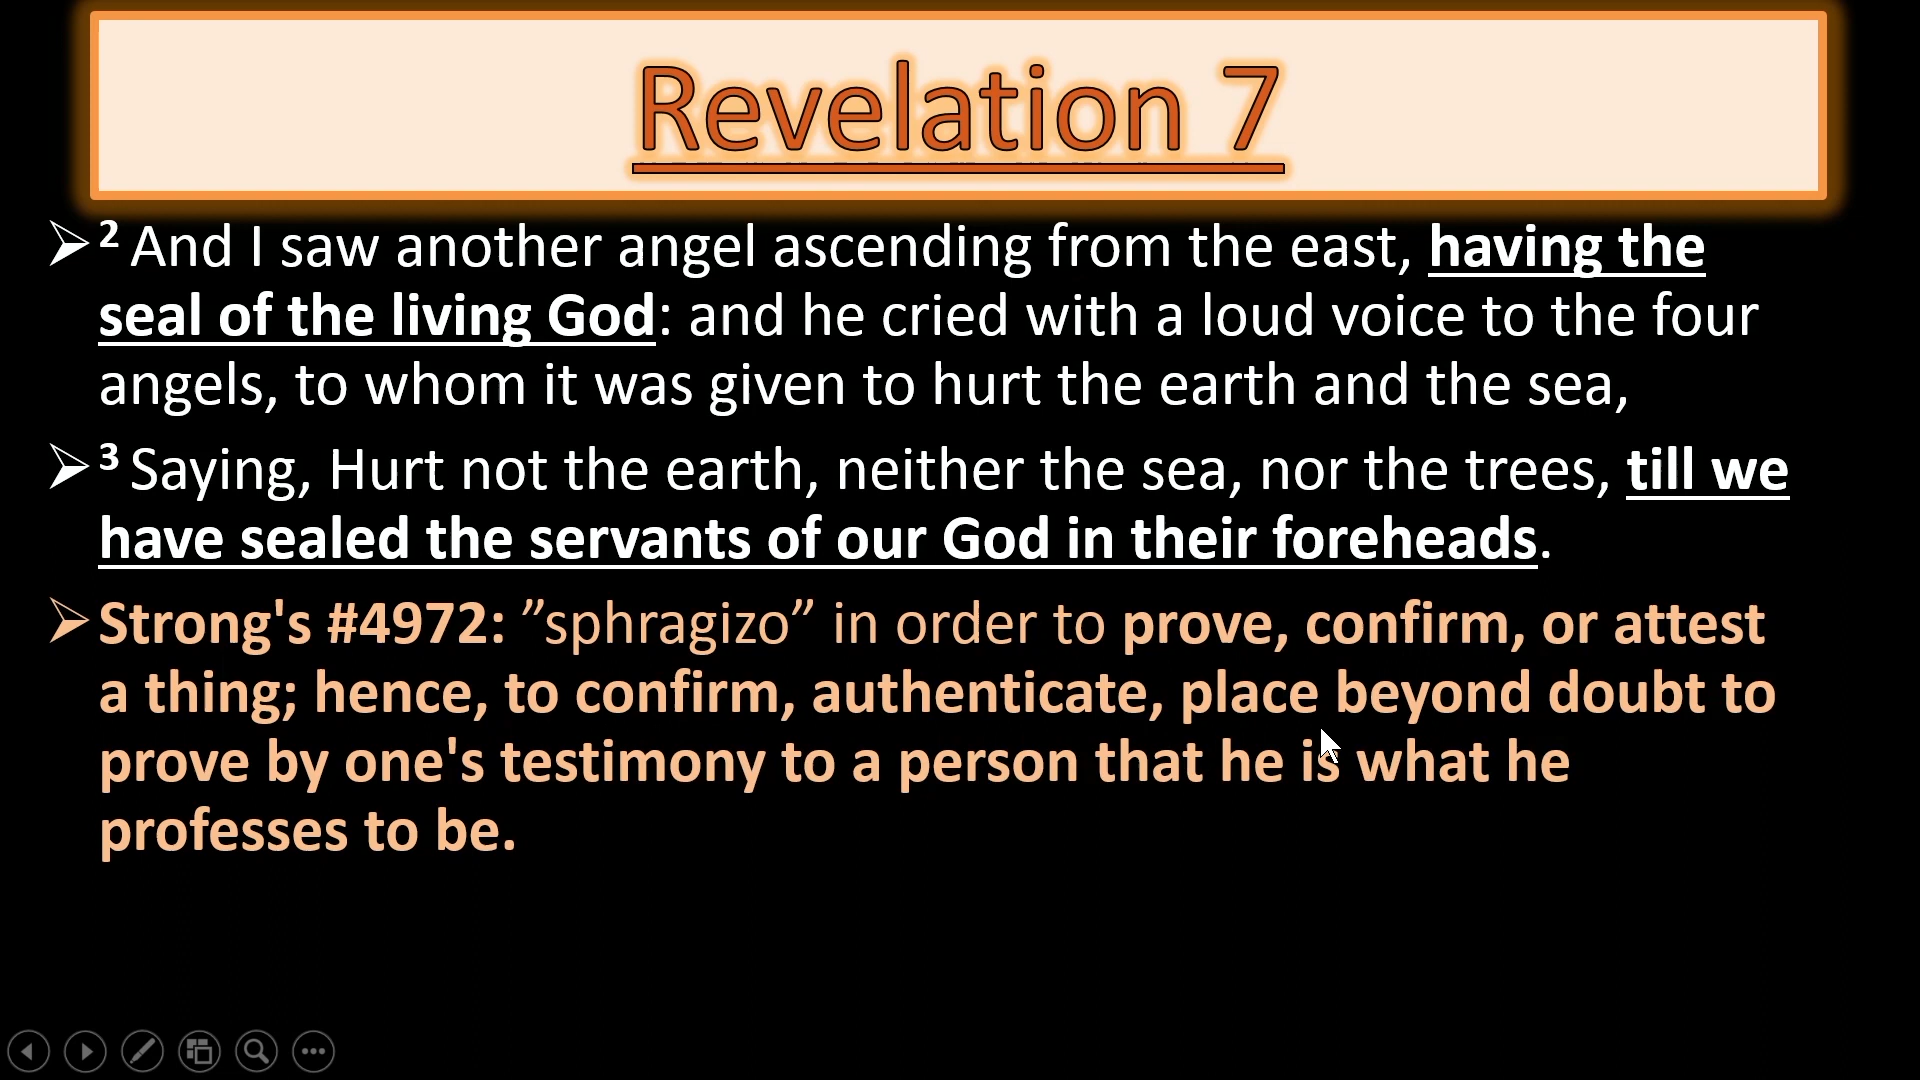 Revelation 7
2 And I saw another angel ascending from the east, having the
seal of the living God: and he cried with a loud voice to the four
angels, to whom it was given to hurt the earth and the sea,
3 Saying, Hurt not the earth, neither the sea, nor the trees, till we
have sealed the servants of our God in their foreheads.
Strong's #4972: ”sphragizo” in order to prove, confirm, or attest
a thing; hence, to confirm, authenticate, place beyond doubt to
prove by one's testimony to a person that he is what he
professes to be.